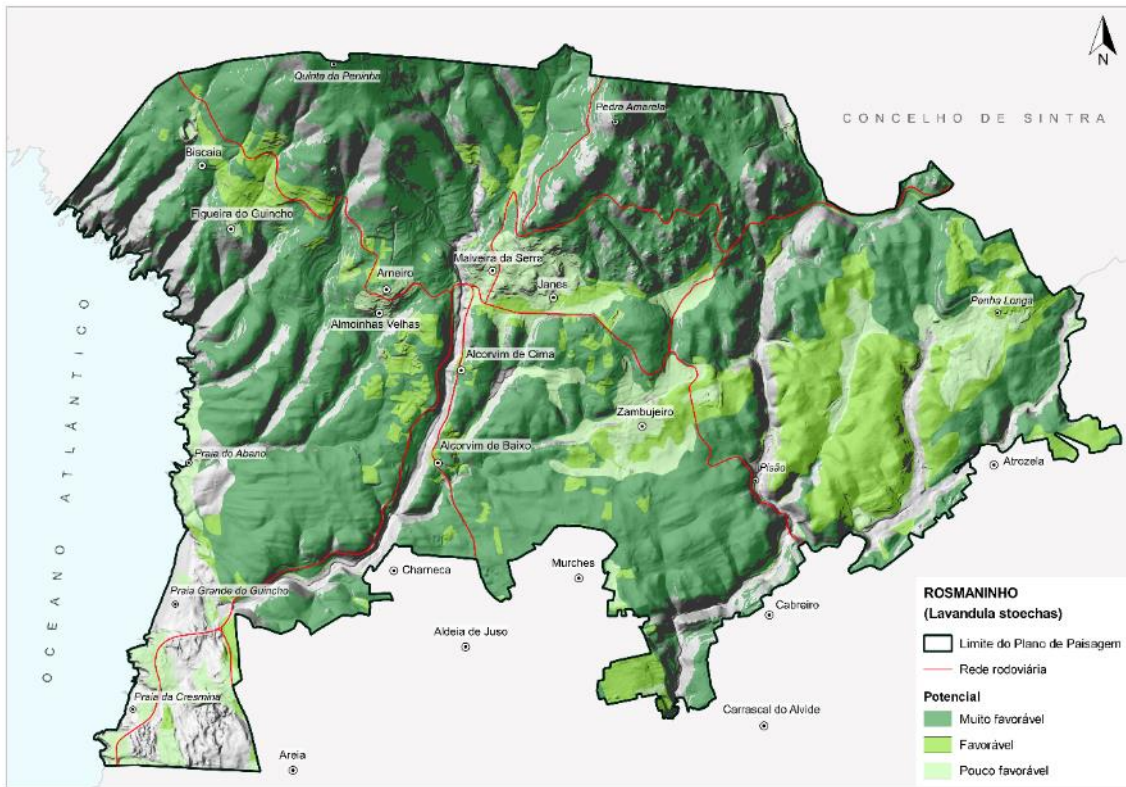 N
Quinta da Peninha
Pedra Amarela
CONCELHO DE SINTRA
Biscaia
Figueira do Guincho
Malveira da Serra
Arneiro
Janes
Penha Longa
Almoinhas Velhas
Alcorvim de Cima
Zambujeiro
Alcorvim de Baixo
Praia do Abano
Pisão
Atrozela
OCEANO ATLÂNTICO
Charneca
Murches
Praia Grande do Guincho
Cabreiro
Aldeia de Juso
Praia da Cresmina
Carrascal do Alvide
Areia
ROSMANINHO
(Lavandula stoechas)
Limite do Plano de Paisagem
Rede rodoviária
Potencial
Muito favorável
Favorável
Pouco favorável